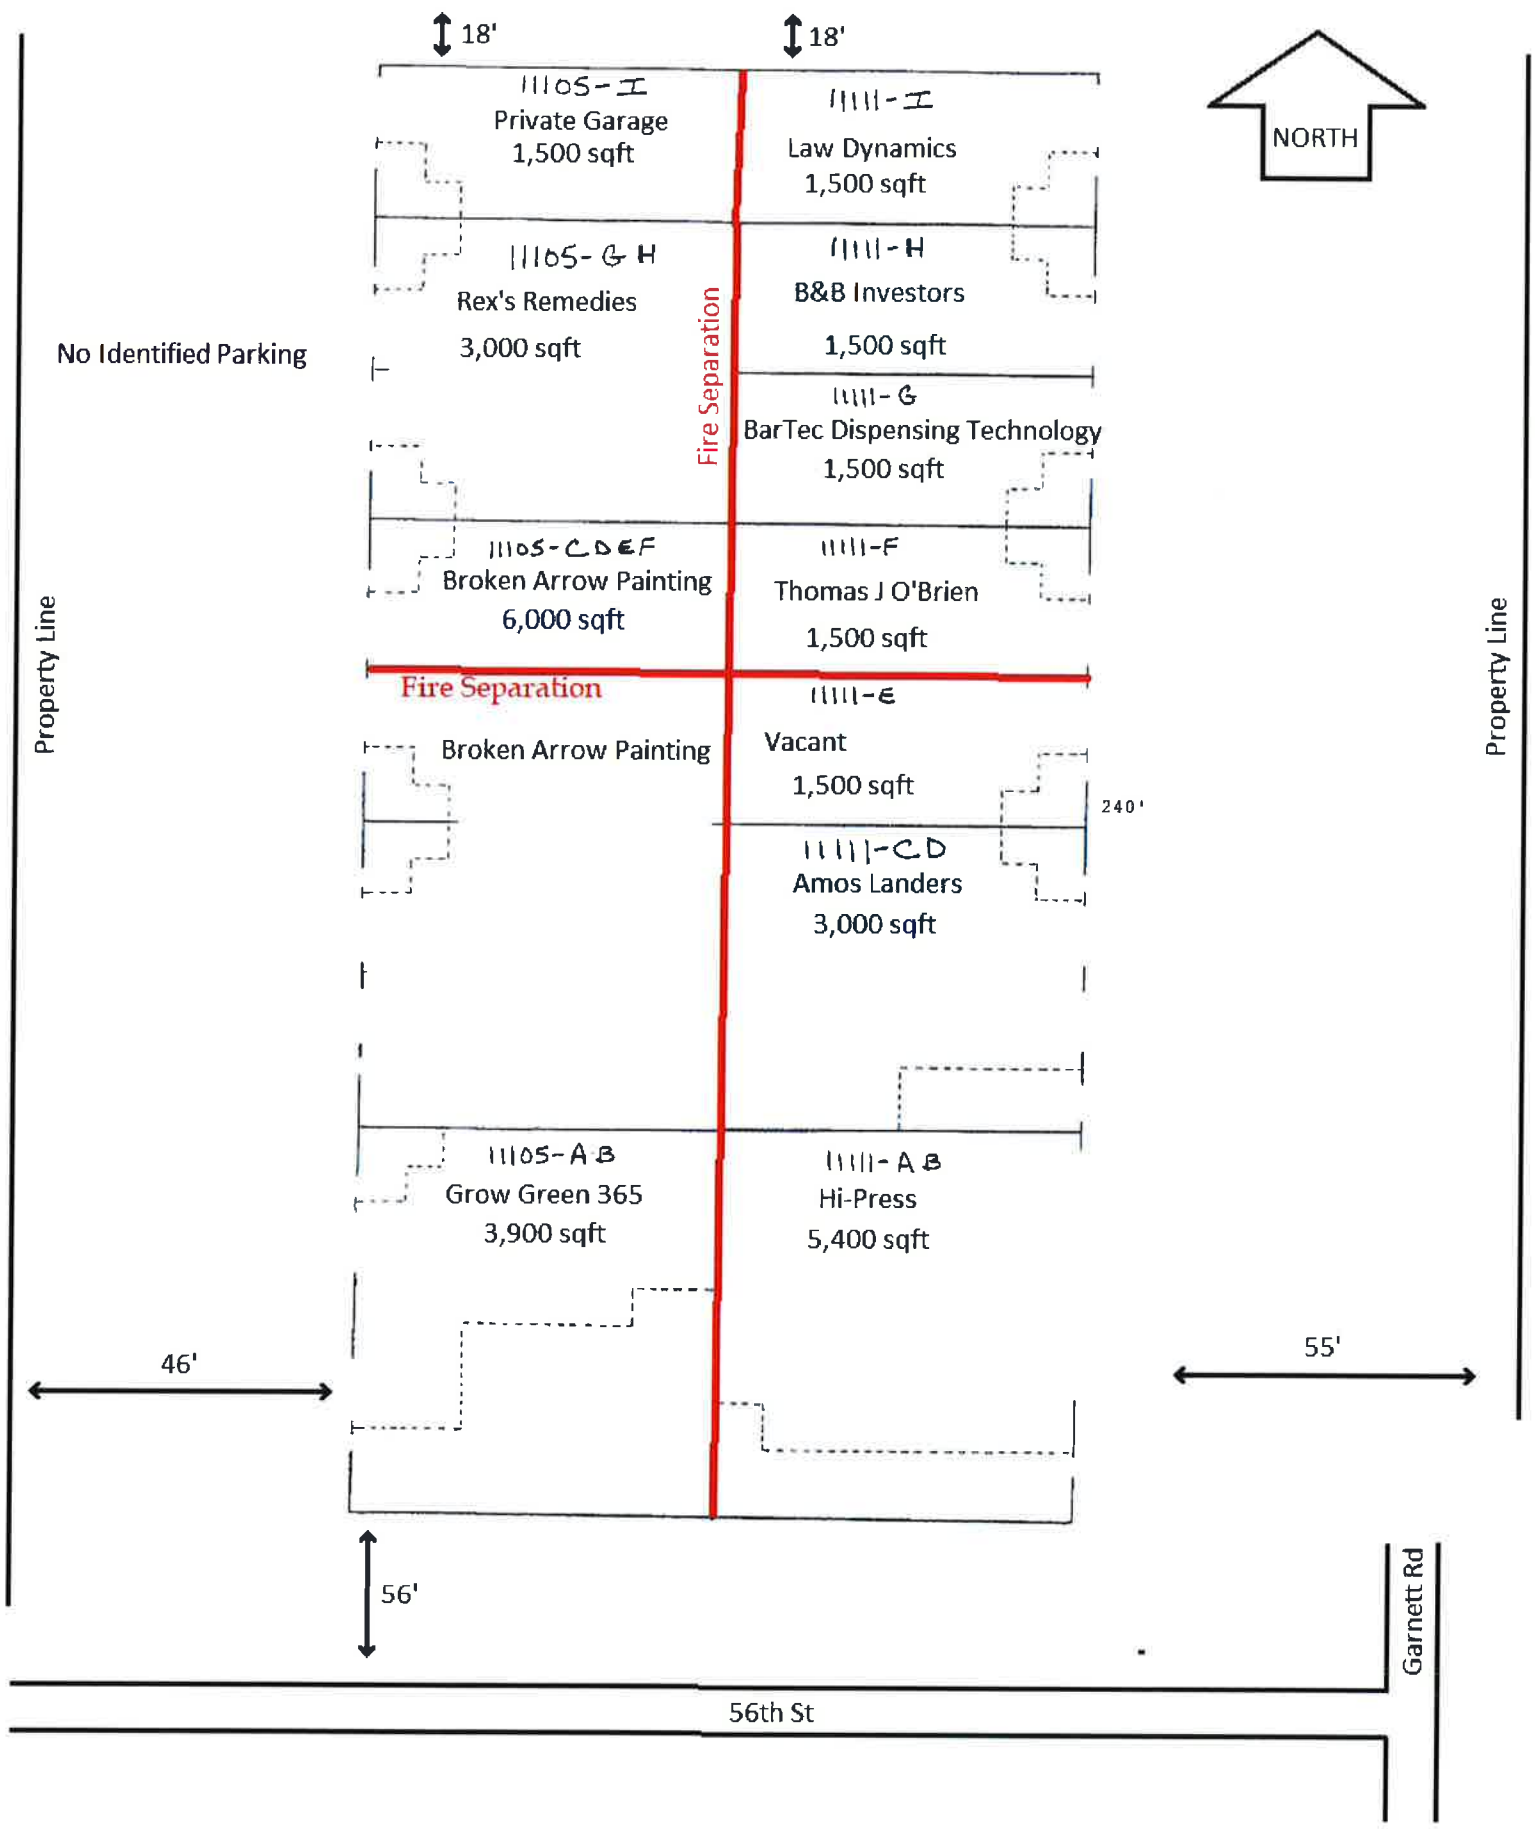 18'
18'
NORTH
11105-I
Private Garage
1,500 sqft
11111-I
Law Dynamics
1,500 sqft
11105-G H
Rex's Remedies
3,000 sqft
11111-H
B&B Investors
1,500 sqft
No Identified Parking
Fire Separation
11111-G
BarTec Dispensing Technology
1,500 sqft
11105-C D E F
Broken Arrow Painting
6,000 sqft
11111-F
Thomas J O'Brien
1,500 sqft
Property Line
Property Line
Fire Separation
Broken Arrow Painting
11111-E
Vacant
1,500 sqft
240'
11111-C D
Amos Landers
3,000 sqft
11105-A B
Grow Green 365
3,900 sqft
11111-A B
Hi-Press
5,400 sqft
46'
55'
56'
Garnett Rd
56th St